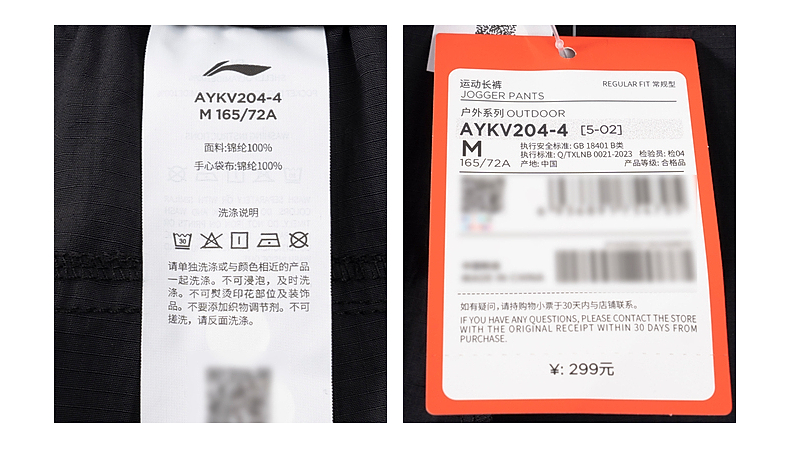 AYKV204-4
M 165/72A
面料:锦纶100%
手心袋布:锦纶100%
洗涤说明
30
请单独洗涤或与颜色相近的产品
一起洗涤。不可浸泡，及时洗
涤。不可熨烫印花部位及装饰
品。不要添加织物调节剂。不可
搓洗，请反面洗涤。
运动长裤 REGULAR FIT 常规型
JOGGER PANTS
户外系列 OUTDOOR
AYKV204-4 [5-02]
M 执行安全标准: GB 18401 B类
执行标准: Q/TXLNB 0021-2023 检验员: 检04
165/72A 产地: 中国 产品等级: 合格品
如有疑问，请持购物小票于30天内与店铺联系。
IF YOU HAVE ANY QUESTIONS, PLEASE CONTACT THE STORE
WITH THE ORIGINAL RECEIPT WITHIN 30 DAYS FROM
PURCHASE.
¥: 299元